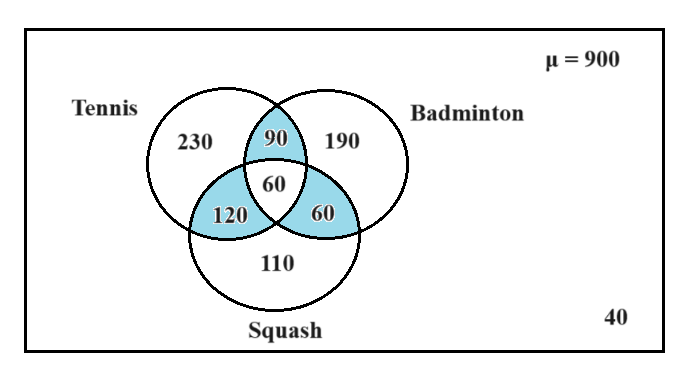 μ = 900
Tennis
Badminton
230
90
190
60
120
60
110
40
Squash